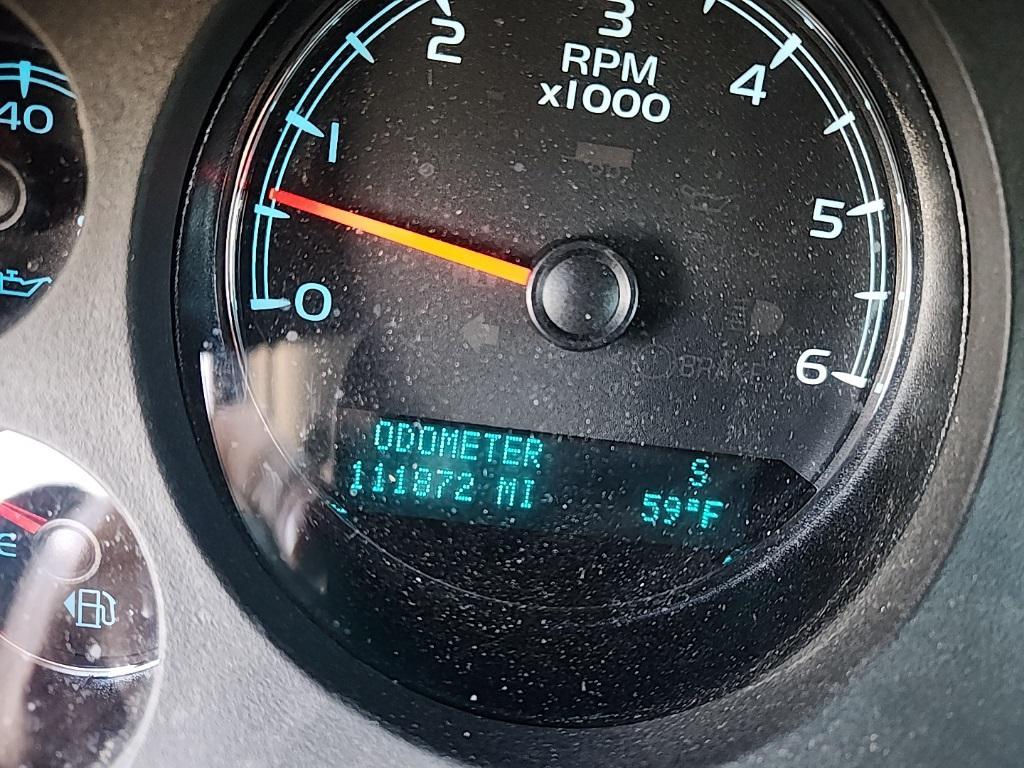 2
3
4
RPM
x1000
40
1
5
0
6
BRAKE
ODOMETER
S
111872 MI
59°F
E